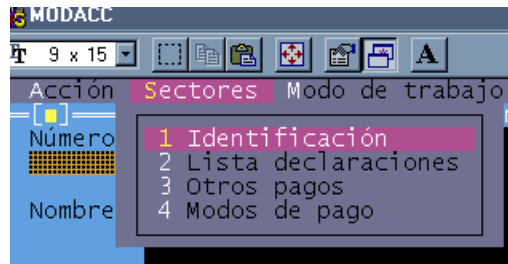 MODACC
9 x 15
A
Acción Sectores Modo de trabajo
Número
1 Identificación
2 Lista declaraciones
3 Otros pagos
Nombre 4 Modos de pago